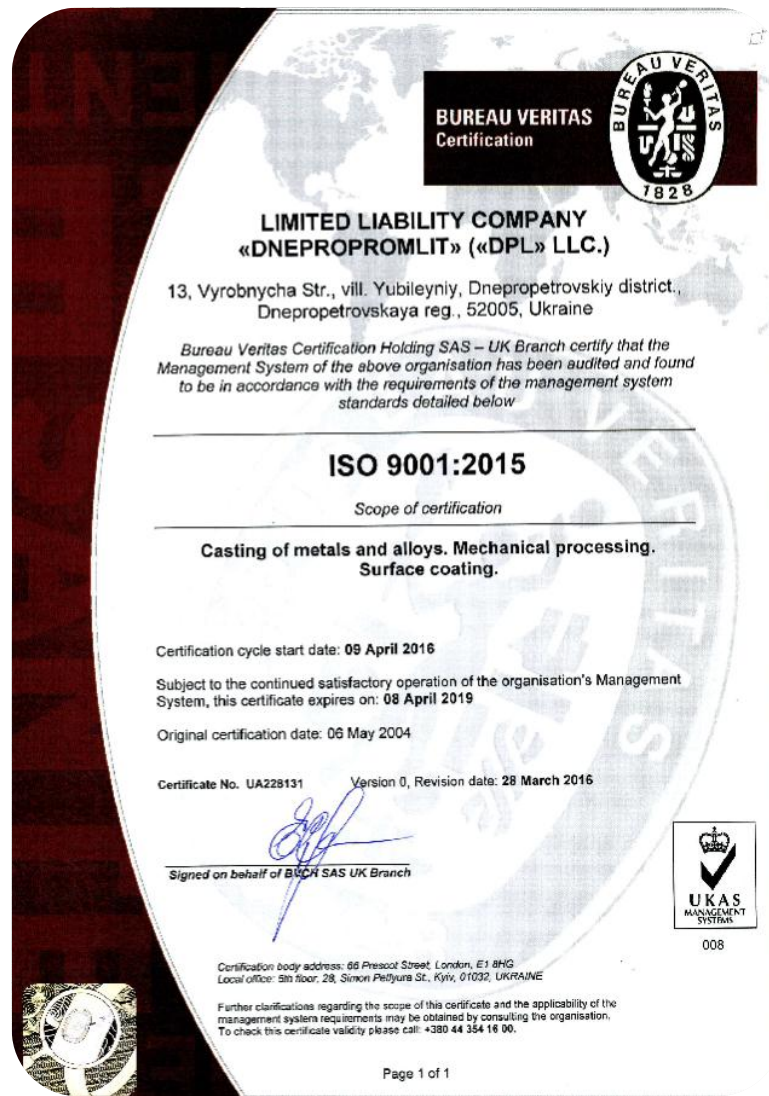 BUREAU VERITAS
Certification
BUREAU VERITAS
1828
LIMITED LIABILITY COMPANY
«DNEPROPROMLIT» («DPL» LLC.)
13, Vyrobnycha Str., vill. Yubileyniy, Dnepropetrovskiy district.,
Dnepropetrovskaya reg., 52005, Ukraine
Bureau Veritas Certification Holding SAS – UK Branch certify that the
Management System of the above organisation has been audited and found
to be in accordance with the requirements of the management system
standards detailed below
ISO 9001:2015
Scope of certification
Casting of metals and alloys. Mechanical processing.
Surface coating.
Certification cycle start date: 09 April 2016
Subject to the continued satisfactory operation of the organisation's Management
System, this certificate expires on: 08 April 2019
Original certification date: 06 May 2004
Certificate No. UA228131 Version 0, Revision date: 28 March 2016
Signed on behalf of BVCH SAS UK Branch
UKAS
MANAGEMENT
SYSTEMS
008
Certification body address: 66 Prescot Street, London, E1 8HG
Local office: 5th floor, 28, Simon Petlyura St., Kyiv, 01032, UKRAINE
Further clarifications regarding the scope of this certificate and the applicability of the
management system requirements may be obtained by consulting the organisation.
To check this certificate validity please call: +380 44 354 16 00.
Page 1 of 1